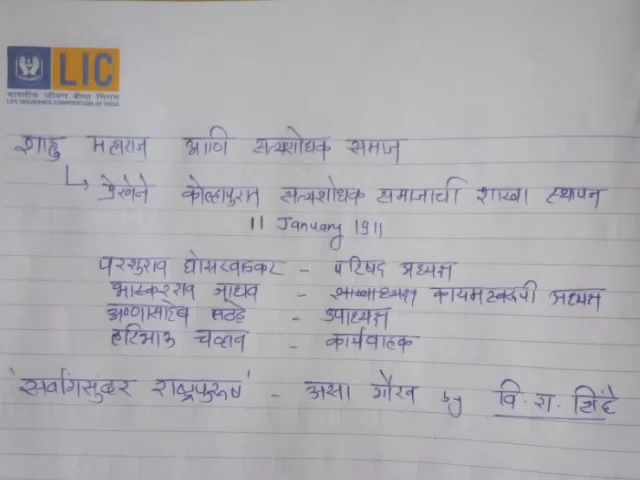 LIC
भारतीय जीवन बीमा निगम
LIFE INSURANCE CORPORATION OF INDIA
शाहू महाराज आणि सत्यशोधक समाज
↳ प्रेरणेने कोल्हापुरात सत्यशोधक समाजाची शाखा स्थापन
11 January 1911
परशुराव घोसरवाडकर - परिषद अध्यक्ष
भास्करराव जाधव - शाखाध्यक्ष कायमस्वरूपी अध्यक्ष
अण्णासाहेब लठ्ठे - उपाध्यक्ष
हरिभाऊ चव्हाण - कार्यवाहक
'सर्वांगसुंदर राष्ट्रपुरुष' - असा गौरव by वि. रा. शिंदे